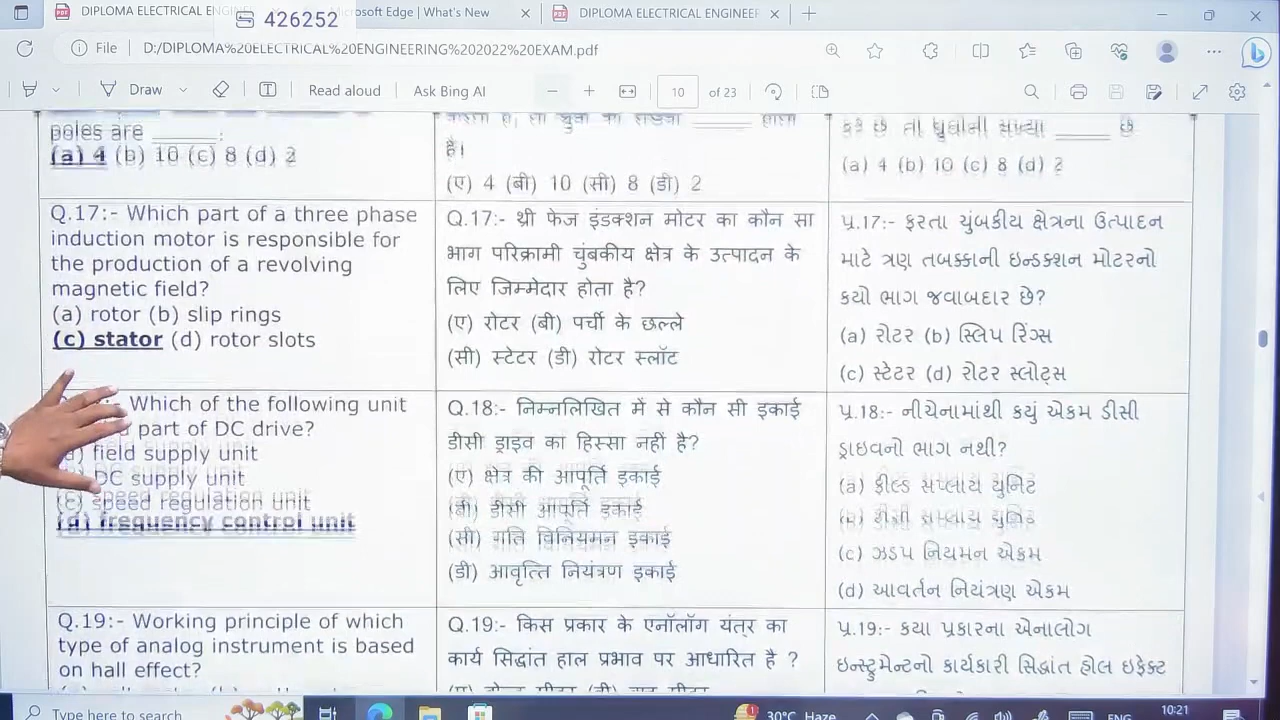 DIPLOMA ELECTRICAL ENGINE
426252
rosoft Edge | What's New
DIPLOMA ELECTRICAL ENGINEER
File
D:/DIPLOMA%20ELECTRICAL%20ENGINEERING%202022%20EXAM.pdf
Draw
Read aloud
Ask Bing AI
10
of 23
poles are ______.
(a) 4 (b) 10 (c) 8 (d) 2
है।
(ए) 4 (बी) 10 (सी) 8 (डी) 2
(a) 4 (b) 10 (c) 8 (d) 2
Q.17:- Which part of a three phase
induction motor is responsible for
the production of a revolving
magnetic field?
(a) rotor (b) slip rings
(c) stator (d) rotor slots
Q.17:- थ्री फेज इंडक्शन मोटर का कौन सा
भाग परिक्रामी चुंबकीय क्षेत्र के उत्पादन के
लिए जिम्मेदार होता है?
(ए) रोटर (बी) पर्ची के छल्ले
(सी) स्टेटर (डी) रोटर स्लॉट
પ્ર.17:- ફરતા ચુંબકીય ક્ષેત્રના ઉત્પાદન
માટે ત્રણ તબક્કાની ઇન્ડક્શન મોટરનો
કયો ભાગ જવાબદાર છે?
(a) રોટર (b) સ્લિપ રિંગ્સ
(c) સ્ટેટર (d) રોટર સ્લોટ્સ
Which of the following unit
part of DC drive?
field supply unit
DC supply unit
(c) speed regulation unit
(d) frequency control unit
Q.18:- निम्नलिखित में से कौन सी इकाई
डीसी ड्राइव का हिस्सा नहीं है?
(ए) क्षेत्र की आपूर्ति इकाई
(बी) डीसी आपूर्ति इकाई
(सी) गति विनियमन इकाई
(डी) आवृत्ति नियंत्रण इकाई
પ્ર.18:- નીચેનામાંથી કયું એકમ ડીસી
ડ્રાઇવનો ભાગ નથી?
(a) ફીલ્ડ સપ્લાય યુનિટ
(b) ડીસી સપ્લાય યુનિટ
(c) ઝડપ નિયમન એકમ
(d) આવર્તન નિયંત્રણ એકમ
Q.19:- Working principle of which
type of analog instrument is based
on hall effect?
Q.19:- किस प्रकार के एनॉलॉग यंत्र का
कार्य सिद्धांत हाल प्रभाव पर आधारित है ?
પ્ર.19:- કયા પ્રકારના એનાલોગ
ઇન્સ્ટ્રુમેન્ટનો કાર્યકારી સિદ્ધાંત હોલ ઇફેક્ટ
Type here to search
30°C Haze
10:21